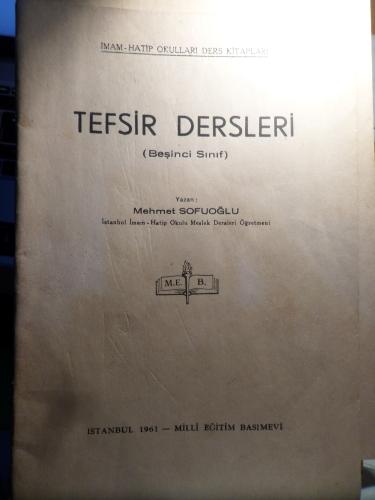 İMAM-HATİP OKULLARI DERS KİTAPLARI
TEFSİR DERSLERİ
(Beşinci Sınıf)
Yazan:
Mehmet SOFUOĞLU
İstanbul İmam-Hatip Okulu Meslek Dersleri Öğretmeni
M.E. B.
İSTANBUL 1961 — MİLLÎ EĞİTİM BASIMEVİ